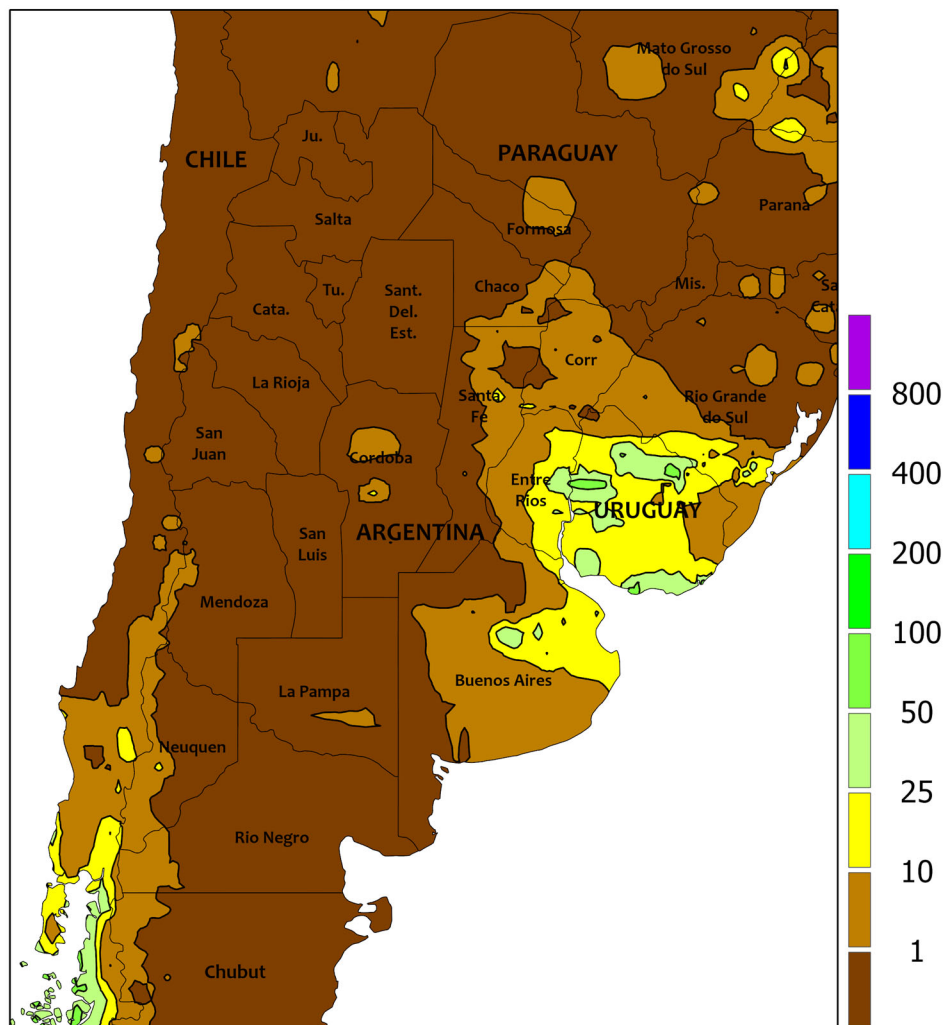 Mato Grosso
do Sul
Ju.
CHILE
PARAGUAY
Parana
Salta
Formosa
Chaco
Mis.
Tu.
Sant.
Del.
Est.
Cata.
Sa
Cat
Corr
La Rioja
Santa
Fe
Rio Grande
do Sul
San
Juan
Cordoba
Entre
Rios
URUGUAY
ARGENTINA
San
Luis
Mendoza
Buenos Aires
La Pampa
Neuquen
Rio Negro
Chubut
800
400
200
100
50
25
10
1